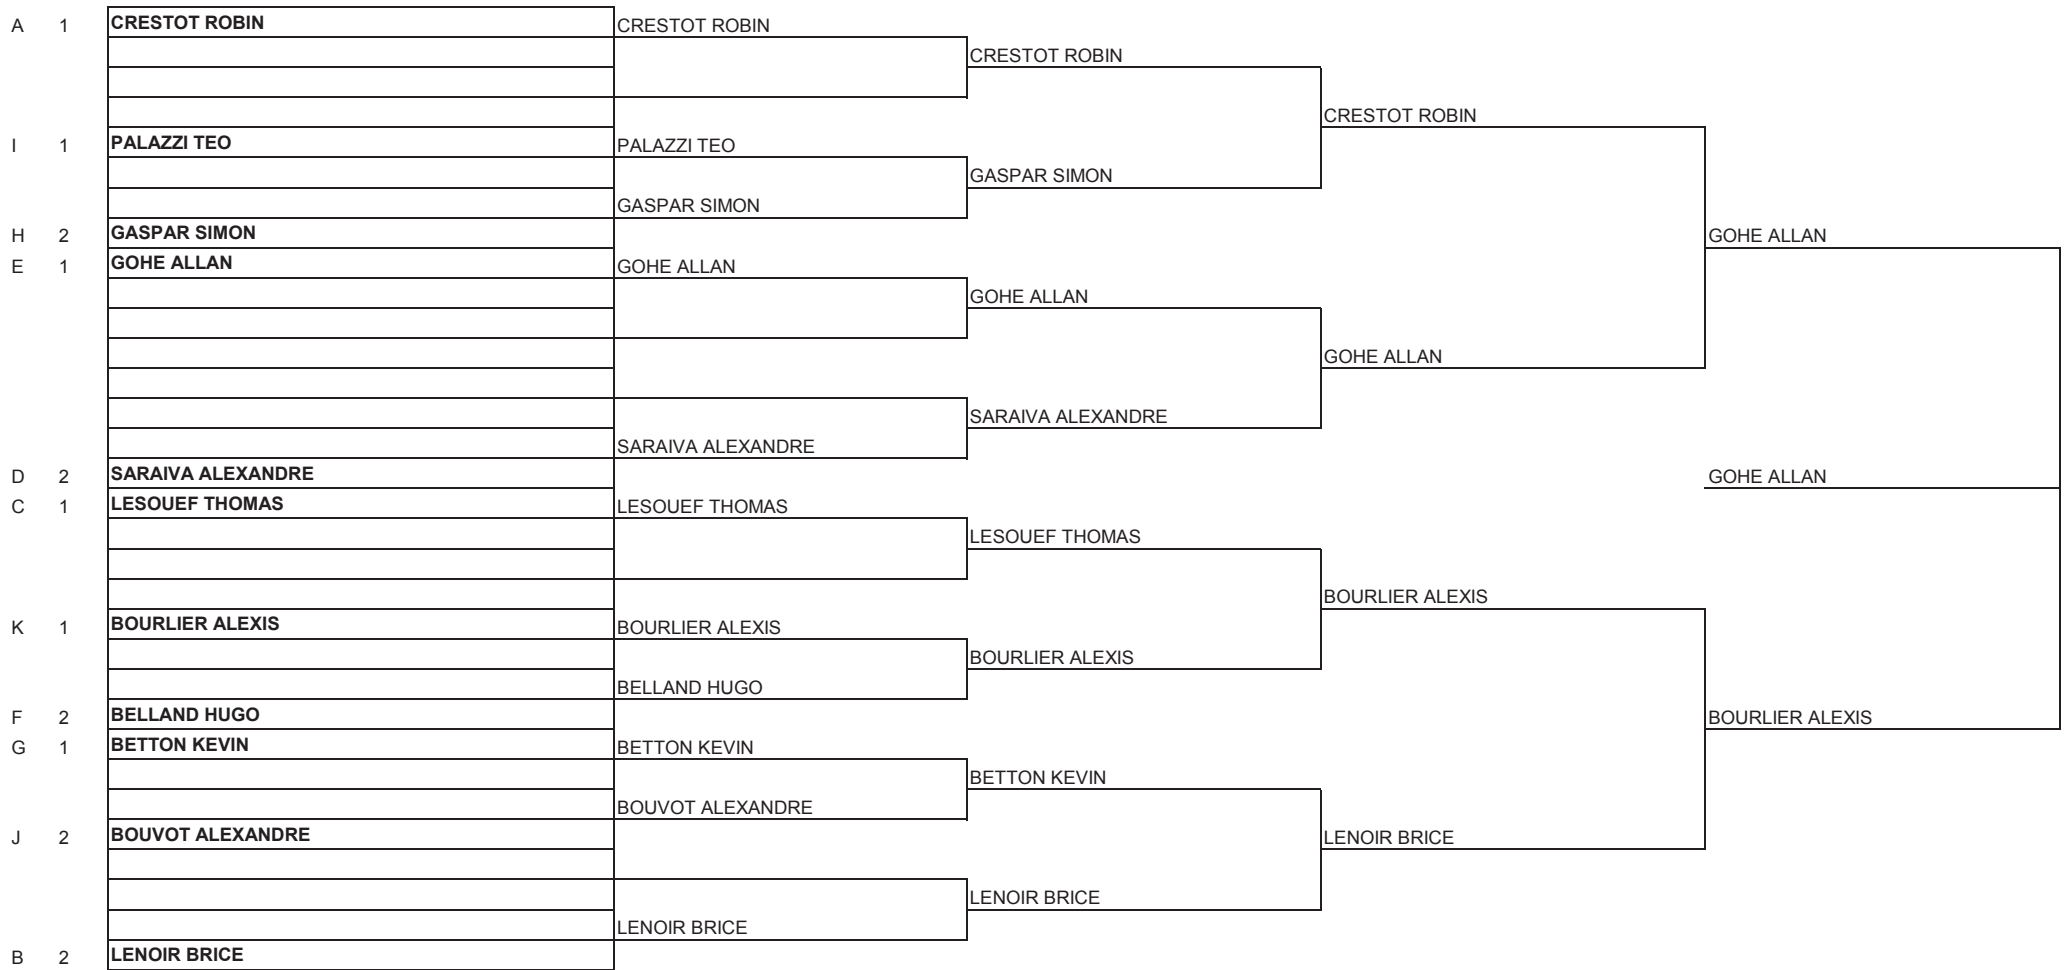 A 1 CRESTOT ROBIN CRESTOT ROBIN
CRESTOT ROBIN
CRESTOT ROBIN
I 1 PALAZZI TEO PALAZZI TEO
GASPAR SIMON
GASPAR SIMON
H 2 GASPAR SIMON GOHE ALLAN
E 1 GOHE ALLAN GOHE ALLAN
GOHE ALLAN
GOHE ALLAN
SARAIVA ALEXANDRE
SARAIVA ALEXANDRE
D 2 SARAIVA ALEXANDRE GOHE ALLAN
C 1 LESOUEF THOMAS LESOUEF THOMAS
LESOUEF THOMAS
BOURLIER ALEXIS
K 1 BOURLIER ALEXIS BOURLIER ALEXIS
BOURLIER ALEXIS
BELLAND HUGO
F 2 BELLAND HUGO BOURLIER ALEXIS
G 1 BETTON KEVIN BETTON KEVIN
BETTON KEVIN
BOUVOT ALEXANDRE
J 2 BOUVOT ALEXANDRE LENOIR BRICE
LENOIR BRICE
LENOIR BRICE
B 2 LENOIR BRICE